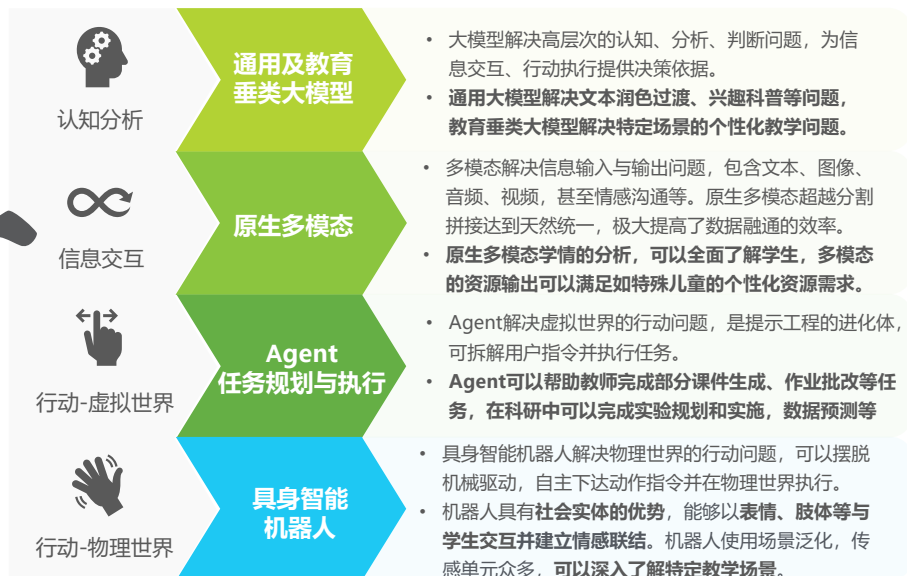 认知分析
通用及教育
垂类大模型
• 大模型解决高层次的认知、分析、判断问题，为信
息交互、行动执行提供决策依据。
• 通用大模型解决文本润色过渡、兴趣科普等问题，
教育垂类大模型解决特定场景的个性化教学问题。
信息交互
原生多模态
• 多模态解决信息输入与输出问题，包含文本、图像、
音频、视频，甚至情感沟通等。原生多模态超越分割
拼接达到天然统一，极大提高了数据融通的效率。
• 原生多模态学情的分析，可以全面了解学生，多模态
的资源输出可以满足如特殊儿童的个性化资源需求。
行动-虚拟世界
Agent
任务规划与执行
• Agent解决虚拟世界的行动问题，是提示工程的进化体，
可拆解用户指令并执行任务。
• Agent可以帮助教师完成部分课件生成、作业批改等任
务，在科研中可以完成实验规划和实施，数据预测等
行动-物理世界
具身智能
机器人
• 具身智能机器人解决物理世界的行动问题，可以摆脱
机械驱动，自主下达动作指令并在物理世界执行。
• 机器人具有社会实体的优势，能够以表情、肢体等与
学生交互并建立情感联结。机器人使用场景泛化，传
感单元众多，可以深入了解特定教学场景。